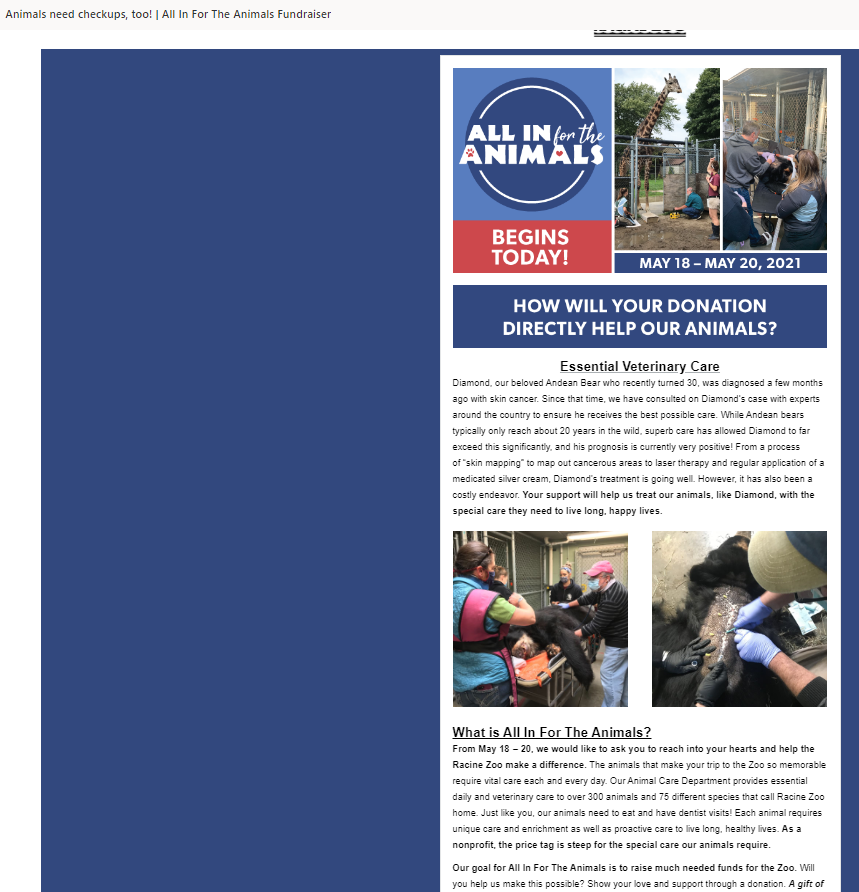 Animals need checkups, too! | All In For The Animals Fundraiser
ALL IN for the
ANIMALS
BEGINS
TODAY!
MAY 18 – MAY 20, 2021
HOW WILL YOUR DONATION
DIRECTLY HELP OUR ANIMALS?
Essential Veterinary Care
Diamond, our beloved Andean Bear who recently turned 30, was diagnosed a few months
ago with skin cancer. Since that time, we have consulted on Diamond's case with experts
around the country to ensure he receives the best possible care. While Andean bears
typically only reach about 20 years in the wild, superb care has allowed Diamond to far
exceed this significantly, and his prognosis is currently very positive! From a process
of "skin mapping" to map out cancerous areas to laser therapy and regular application of a
medicated silver cream, Diamond's treatment is going well. However, it has also been a
costly endeavor. Your support will help us treat our animals, like Diamond, with the
special care they need to live long, happy lives.
What is All In For The Animals?
From May 18 – 20, we would like to ask you to reach into your hearts and help the
Racine Zoo make a difference. The animals that make your trip to the Zoo so memorable
require vital care each and every day. Our Animal Care Department provides essential
daily and veterinary care to over 300 animals and 75 different species that call Racine Zoo
home. Just like you, our animals need to eat and have dentist visits! Each animal requires
unique care and enrichment as well as proactive care to live long, healthy lives. As a
nonprofit, the price tag is steep for the special care our animals require.
Our goal for All In For The Animals is to raise much needed funds for the Zoo. Will
you help us make this possible? Show your love and support through a donation. A gift of